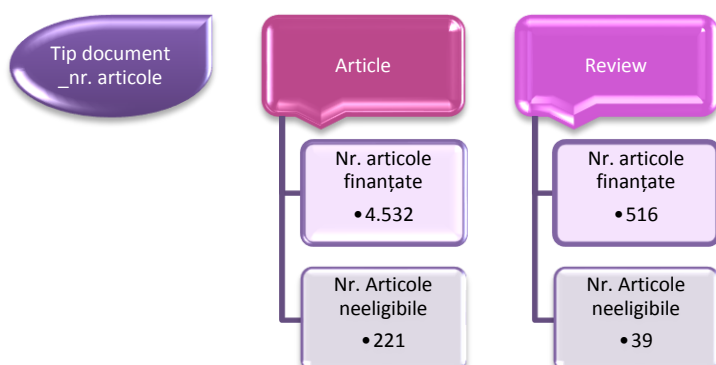 Tip document
_nr. articole
Article
Nr. articole
finanțate
•4.532
Nr. Articole
neeligibile
•221
Review
Nr. articole
finanțate
•516
Nr. Articole
neeligibile
•39